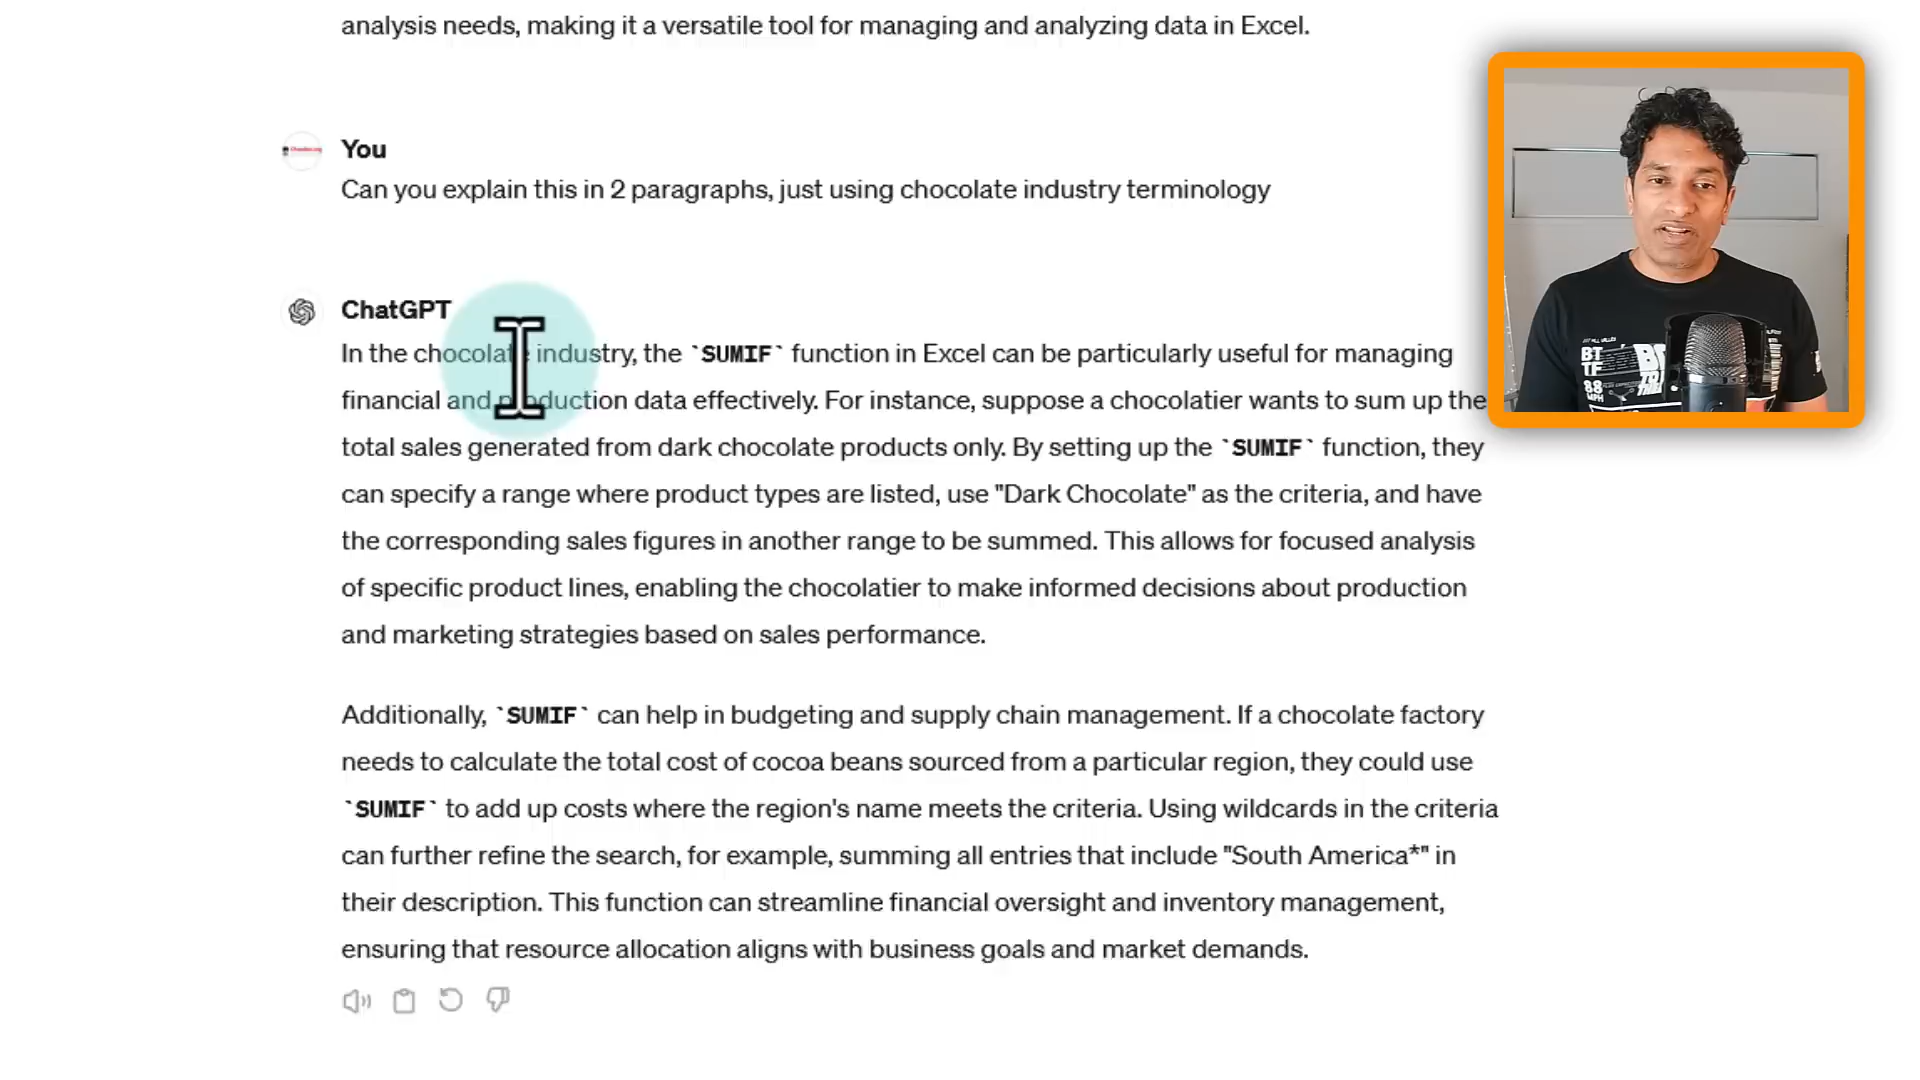 analysis needs, making it a versatile tool for managing and analyzing data in Excel.
You
Can you explain this in 2 paragraphs, just using chocolate industry terminology
ChatGPT
In the chocolate industry, the `SUMIF` function in Excel can be particularly useful for managing
financial and production data effectively. For instance, suppose a chocolatier wants to sum up the
total sales generated from dark chocolate products only. By setting up the `SUMIF` function, they
can specify a range where product types are listed, use "Dark Chocolate" as the criteria, and have
the corresponding sales figures in another range to be summed. This allows for focused analysis
of specific product lines, enabling the chocolatier to make informed decisions about production
and marketing strategies based on sales performance.
Additionally, `SUMIF` can help in budgeting and supply chain management. If a chocolate factory
needs to calculate the total cost of cocoa beans sourced from a particular region, they could use
`SUMIF` to add up costs where the region's name meets the criteria. Using wildcards in the criteria
can further refine the search, for example, summing all entries that include "South America*" in
their description. This function can streamline financial oversight and inventory management,
ensuring that resource allocation aligns with business goals and market demands.
BT
TF
88
MPH